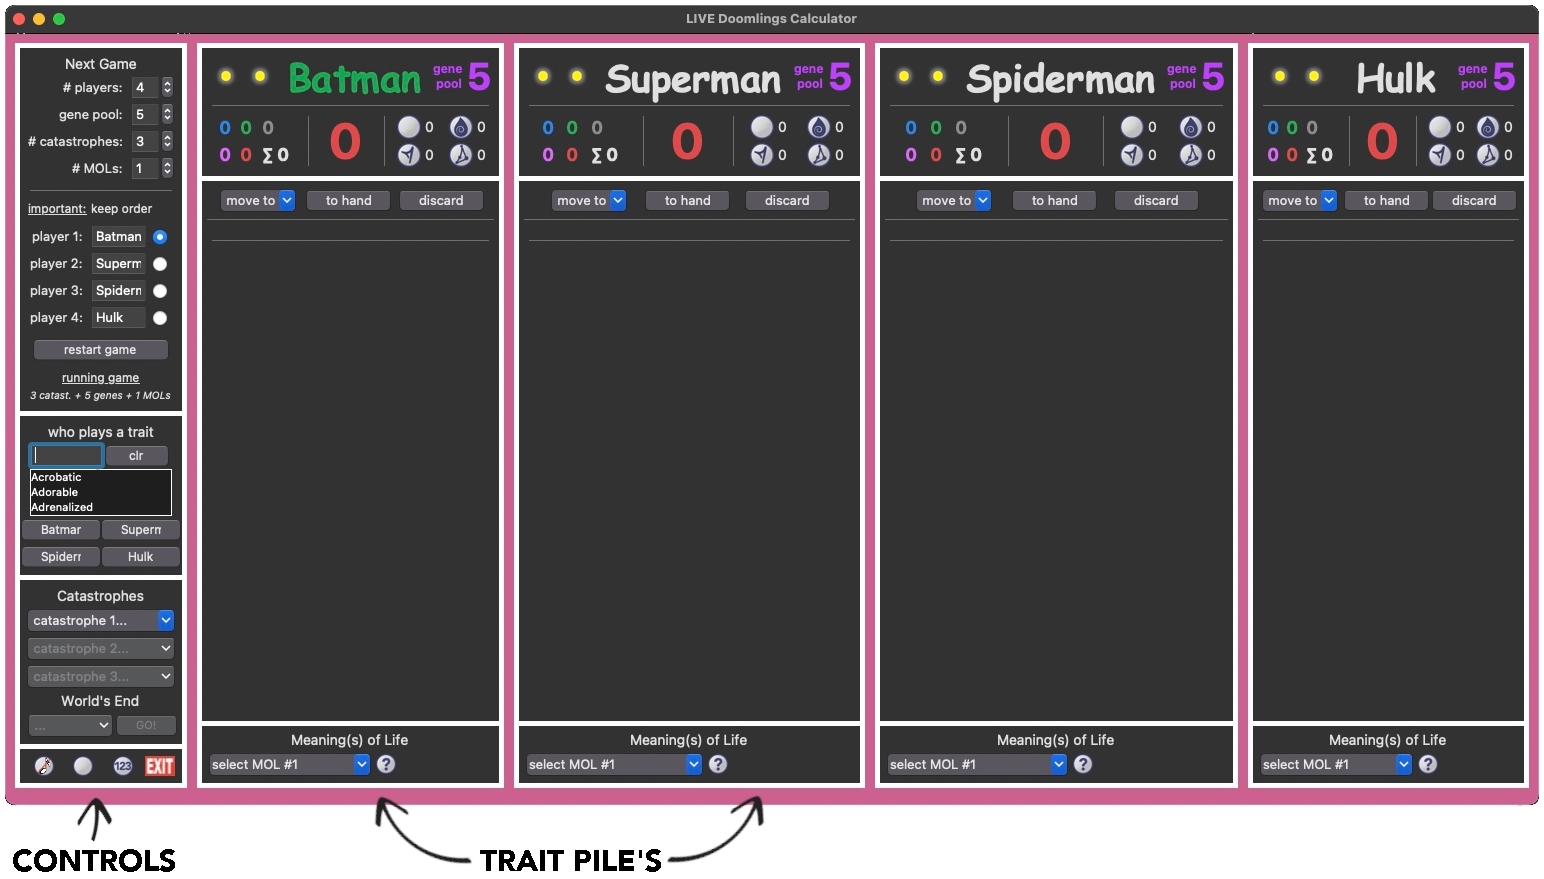 LIVE Doomlings Calculator
Next Game
# players: 4
gene pool: 5
# catastrophes: 3
# MOLs: 1
important: keep order
player 1: Batman
player 2: Superm
player 3: Spiderr
player 4: Hulk
restart game
running game
3 catast. + 5 genes + 1 MOLs
who plays a trait
clr
Acrobatic
Adorable
Adrenalized
Batmar Superm
Spiderr Hulk
Catastrophes
catastrophe 1...
catastrophe 2...
catastrophe 3...
World's End
... GO!
123 EXIT
Batman gene pool 5
0 0 0
0 0 Σ 0
0
0 0
0 0
move to to hand discard
Meaning(s) of Life
select MOL #1 ?
Superman gene pool 5
0 0 0
0 0 Σ 0
0
0 0
0 0
move to to hand discard
Meaning(s) of Life
select MOL #1 ?
Spiderman gene pool 5
0 0 0
0 0 Σ 0
0
0 0
0 0
move to to hand discard
Meaning(s) of Life
select MOL #1 ?
Hulk gene pool 5
0 0 0
0 0 Σ 0
0
0 0
0 0
move to to hand discard
Meaning(s) of Life
select MOL #1 ?
CONTROLS
TRAIT PILE'S